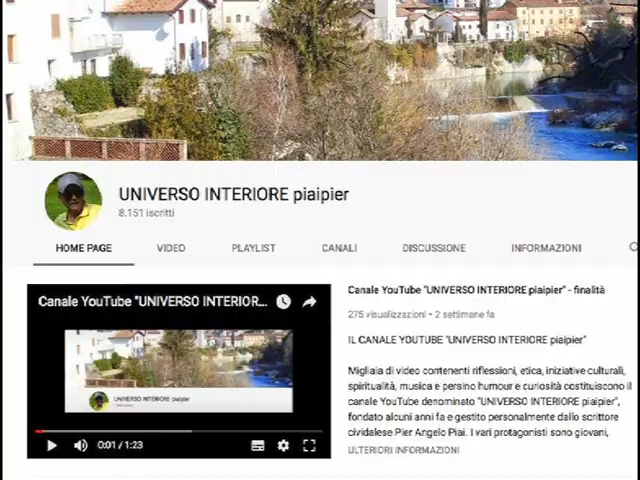 UNIVERSO INTERIORE piaipier
8.151 iscritti
HOME PAGE VIDEO PLAYLIST CANALI DISCUSSIONE INFORMAZIONI
Canale YouTube "UNIVERSO INTERIOR...
UNIVERSO INTERIORE piaipier
0:01 / 1:23
Canale YouTube "UNIVERSO INTERIORE piaipier" - finalità
275 visualizzazioni • 2 settimane fa
IL CANALE YOUTUBE "UNIVERSO INTERIORE piaipier"
Migliaia di video contenenti riflessioni, etica, iniziative culturali,
spiritualità, musica e persino humour e curiosità costituiscono il
canale YouTube denominato "UNIVERSO INTERIORE piaipier",
fondato alcuni anni fa e gestito personalmente dallo scrittore
cividalese Pier Angelo Piai. I vari protagonisti sono giovani,
ULTERIORI INFORMAZIONI